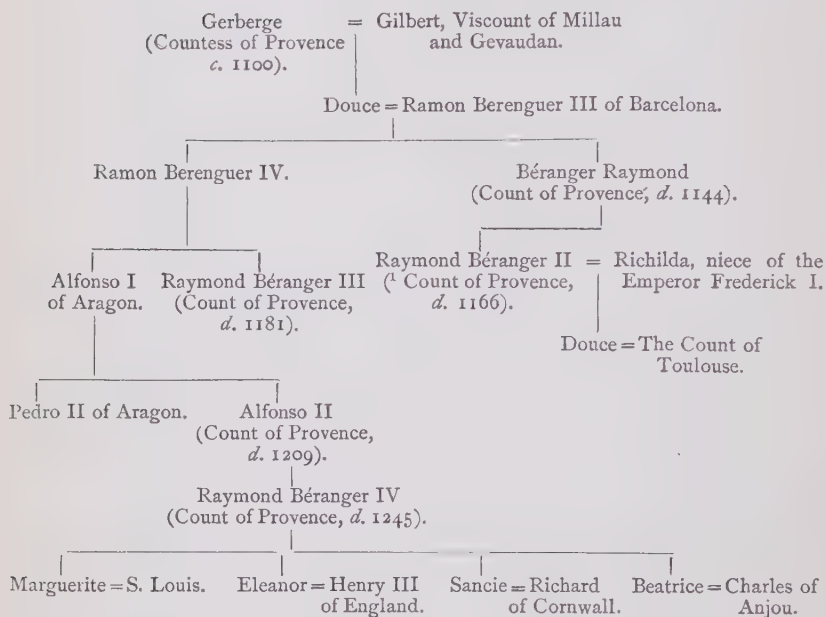 Gerberge = Gilbert, Viscount of Millau
(Countess of Provence and Gevaudan.
c. 1100).
Douce = Ramon Berenguer III of Barcelona.
Ramon Berenguer IV. Béranger Raymond
(Count of Provence, d. 1144).
Alfonso I Raymond Béranger III Raymond Béranger II = Richilda, niece of the
of Aragon. (Count of Provence, (¹ Count of Provence, Emperor Frederick I.
d. 1181). d. 1166).
Douce = The Count of
Toulouse.
Pedro II of Aragon. Alfonso II
(Count of Provence,
d. 1209).
Raymond Béranger IV
(Count of Provence, d. 1245).
Marguerite = S. Louis. Eleanor = Henry III Sancie = Richard Beatrice = Charles of
of England. of Cornwall. Anjou.